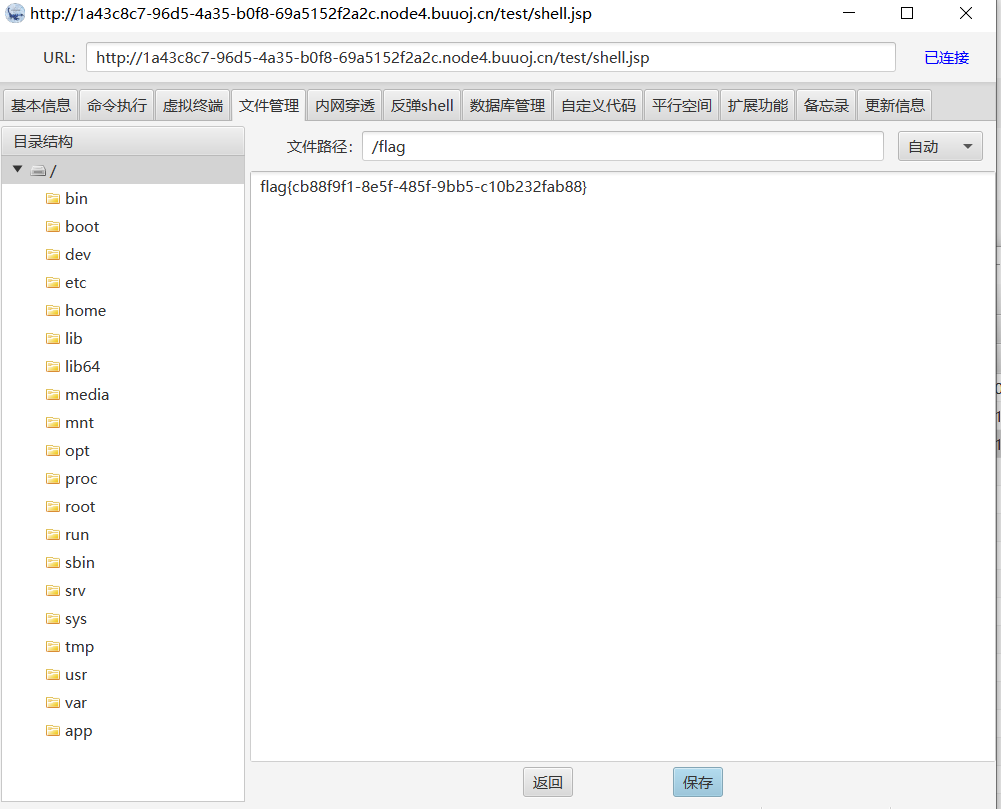 http://1a43c8c7-96d5-4a35-b0f8-69a5152f2a2c.node4.buuoj.cn/test/shell.jsp
URL: http://1a43c8c7-96d5-4a35-b0f8-69a5152f2a2c.node4.buuoj.cn/test/shell.jsp 已连接
基本信息 命令执行 虚拟终端 文件管理 内网穿透 反弹shell 数据库管理 自定义代码 平行空间 扩展功能 备忘录 更新信息
目录结构
文件路径: /flag 自动
/
bin
boot
dev
etc
home
lib
lib64
media
mnt
opt
proc
root
run
sbin
srv
sys
tmp
usr
var
app
flag{cb88f9f1-8e5f-485f-9bb5-c10b232fab88}
返回 保存